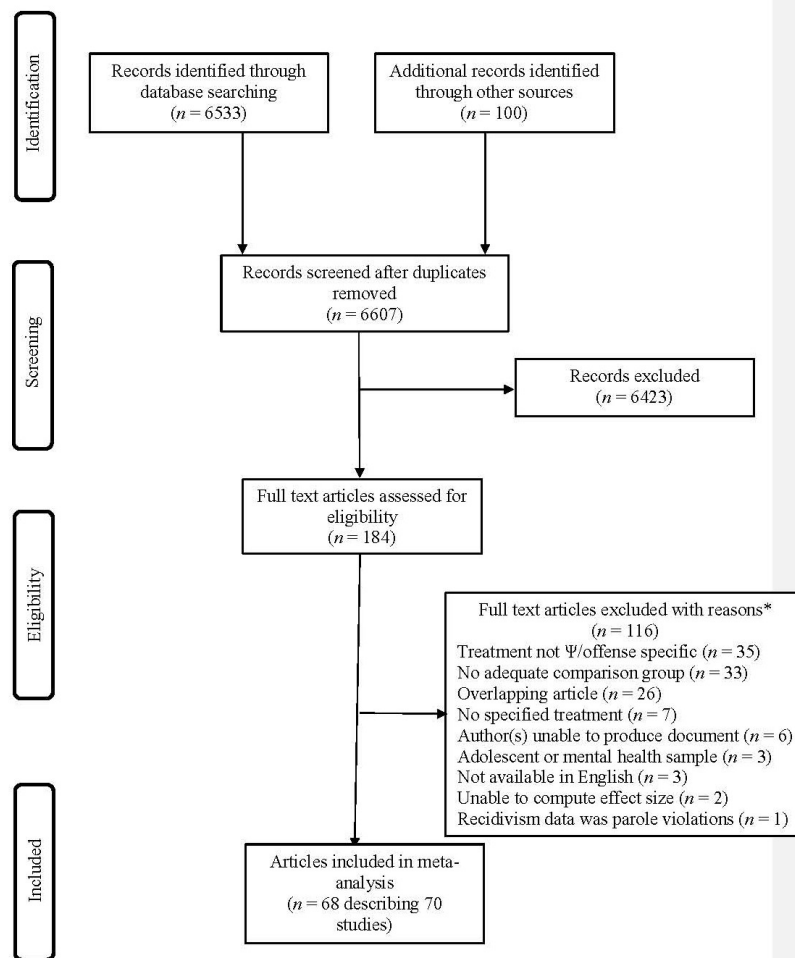 Identification
Records identified through
database searching
(n = 6533)
Additional records identified
through other sources
(n = 100)
Screening
Records screened after duplicates
removed
(n = 6607)
Records excluded
(n = 6423)
Eligibility
Full text articles assessed for
eligibility
(n = 184)
Full text articles excluded with reasons*
(n = 116)
Treatment not Ψ/offense specific (n = 35)
No adequate comparison group (n = 33)
Overlapping article (n = 26)
No specified treatment (n = 7)
Author(s) unable to produce document (n = 6)
Adolescent or mental health sample (n = 3)
Not available in English (n = 3)
Unable to compute effect size (n = 2)
Recidivism data was parole violations (n = 1)
Included
Articles included in meta-
analysis
(n = 68 describing 70
studies)